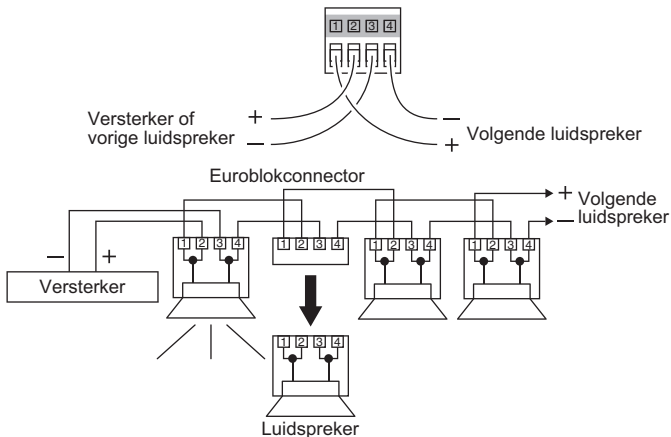 1 2 3 4
Versterker of
vorige luidspreker
+
–
–
+
Volgende luidspreker
Euroblokconnector
+
–
Volgende
luidspreker
– +
1 2 3 4
1 2 3 4
1 2 3 4
1 2 3 4
Versterker
1 2 3 4
Luidspreker